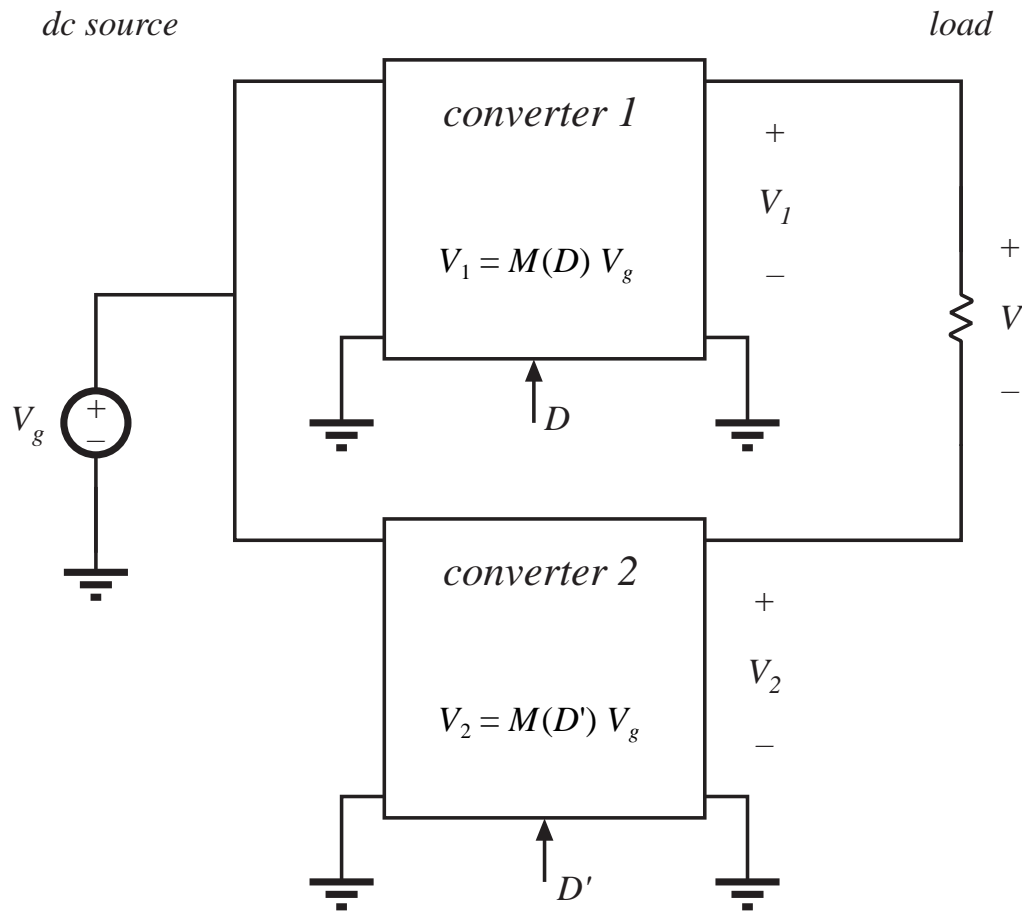 dc source
load
converter 1
+
V1
–
V1 = M(D) Vg
+
V
–
Vg
+
–
D
converter 2
+
V2
–
V2 = M(D') Vg
D'